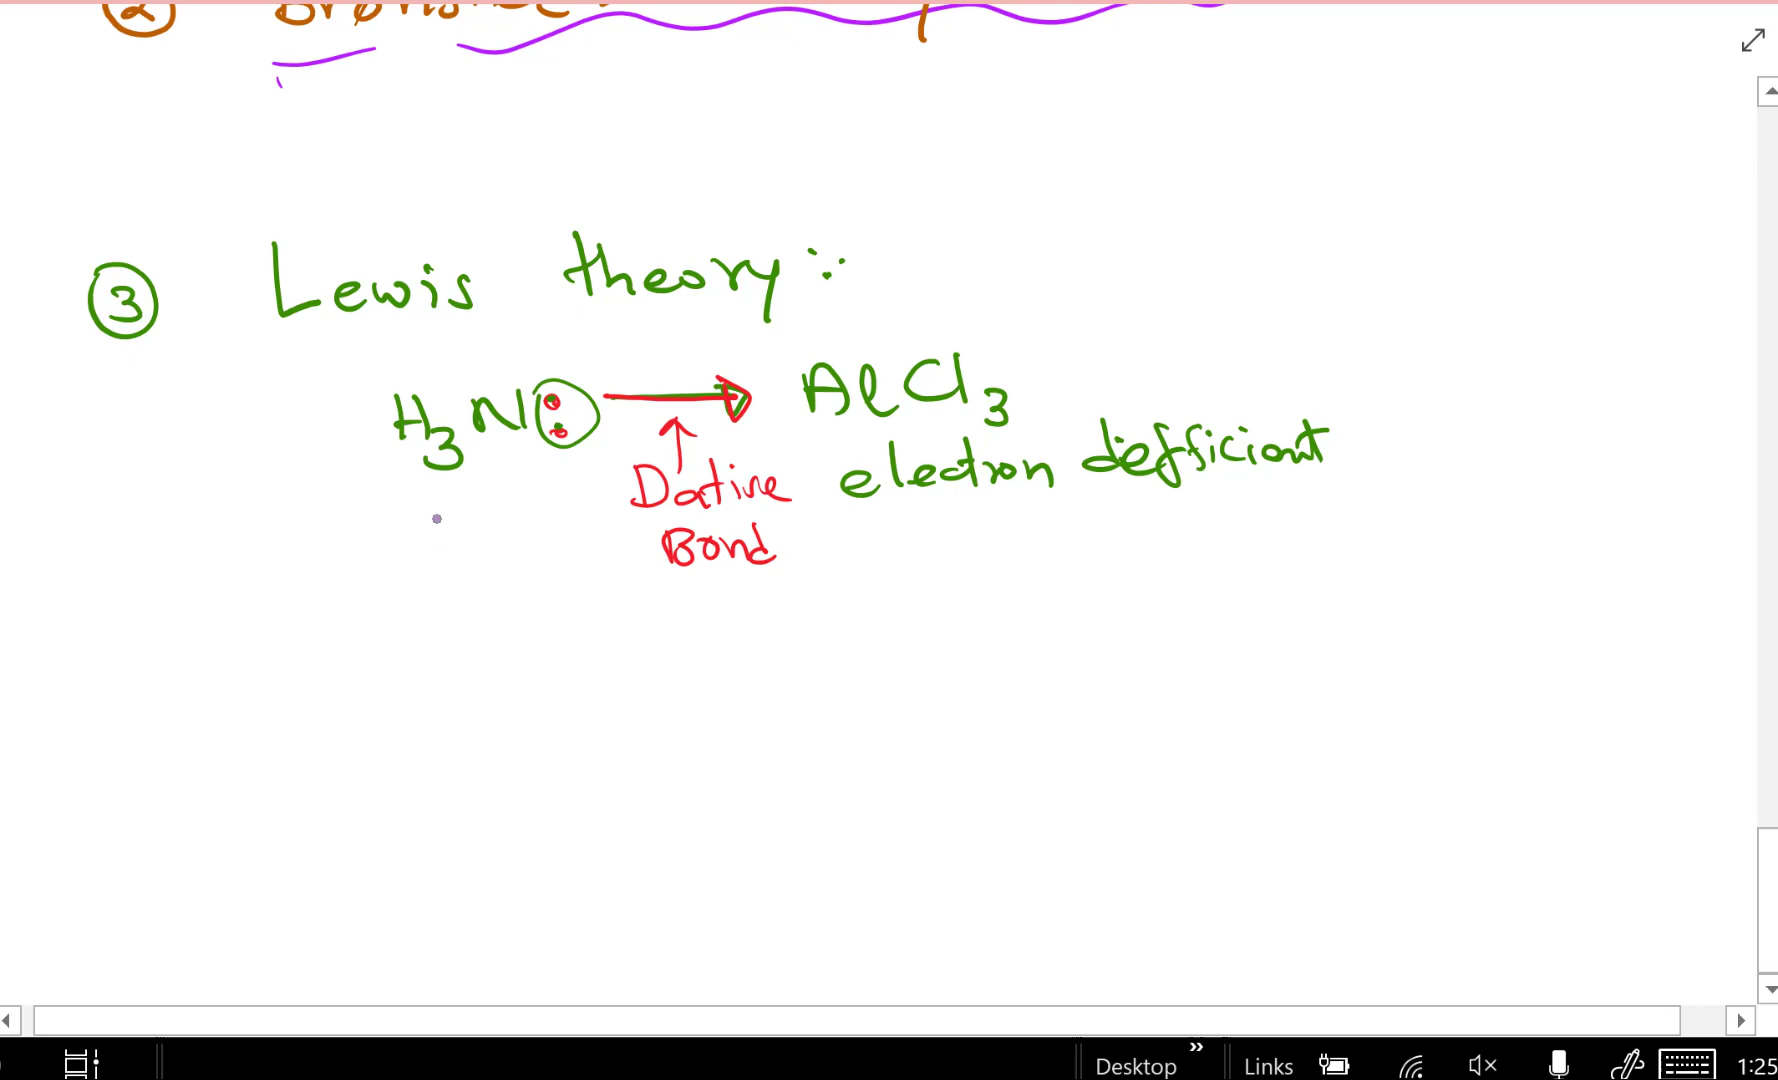 ③ Lewis theory :-
H3N: → AlCl3
electron defficient
Dative
Bond
Desktop » Links 1:25